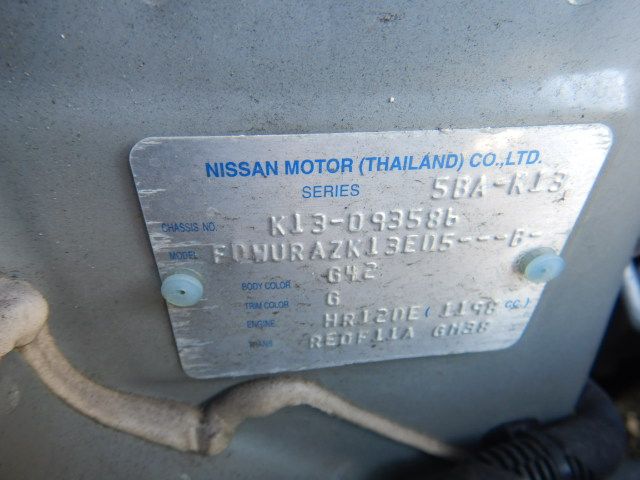 NISSAN MOTOR (THAILAND) CO.,LTD.
SERIES 5BA-K13
CHASSIS NO. K13-093586
MODEL FDWURAZK13EDS---B-
BODY COLOR G42
TRIM COLOR G
ENGINE HR12DE ( 1198 cc )
TRANS RE0F11A GM38